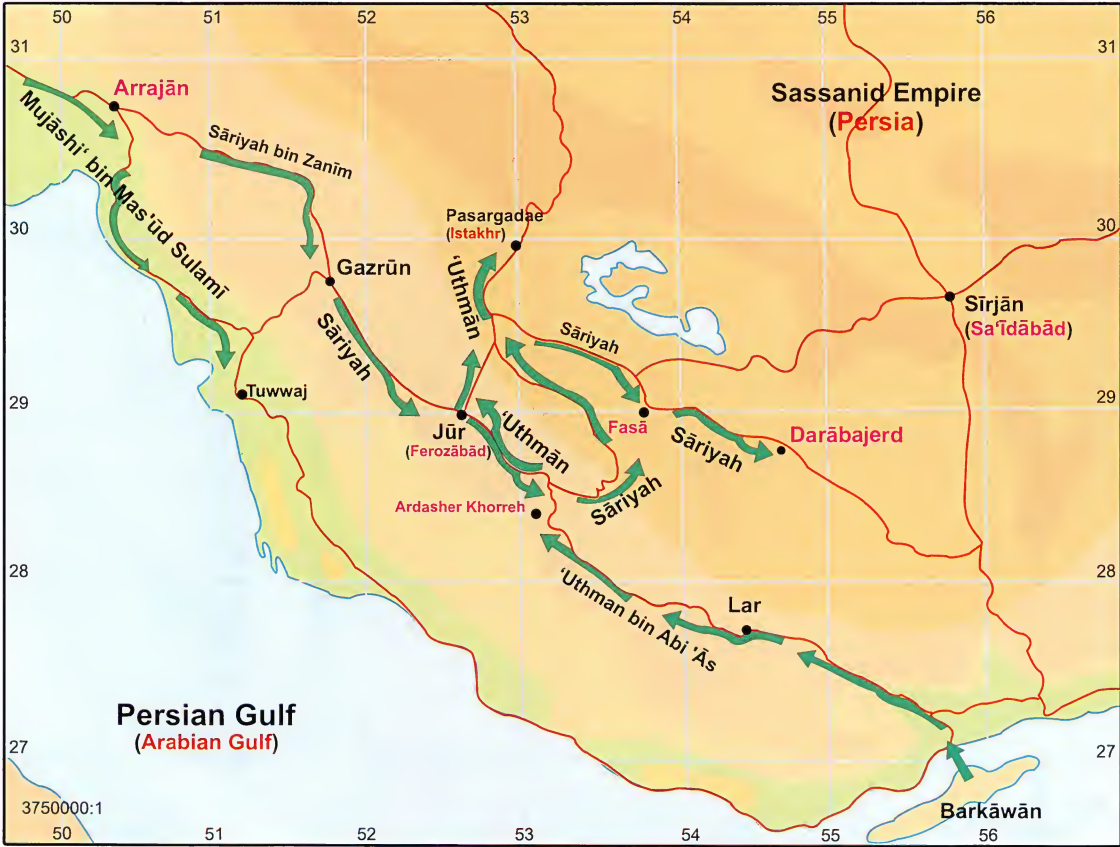 50 51 52 53 54 55 56
31 31
Arrajān
Sassanid Empire
(Persia)
Mujāshi‘ bin Mas'ūd Sulamī
Sāriyah bin Zanīm
Pasargadae
(Istakhr)
30 30
Gazrūn
'Uthmān
Sīrjān
(Sa‘īdābād)
Sāriyah
Sāriyah
Tuwwaj
29 29
Jūr
(Ferozābād)
‘Uthmān
Fasā
Sāriyah
Darābajerd
Sāriyah
Ardasher Khorreh
28 28
‘Uthman bin Abi 'Ās
Lar
Persian Gulf
(Arabian Gulf)
27 27
3750000:1
Barkāwān
50 51 52 53 54 55 56